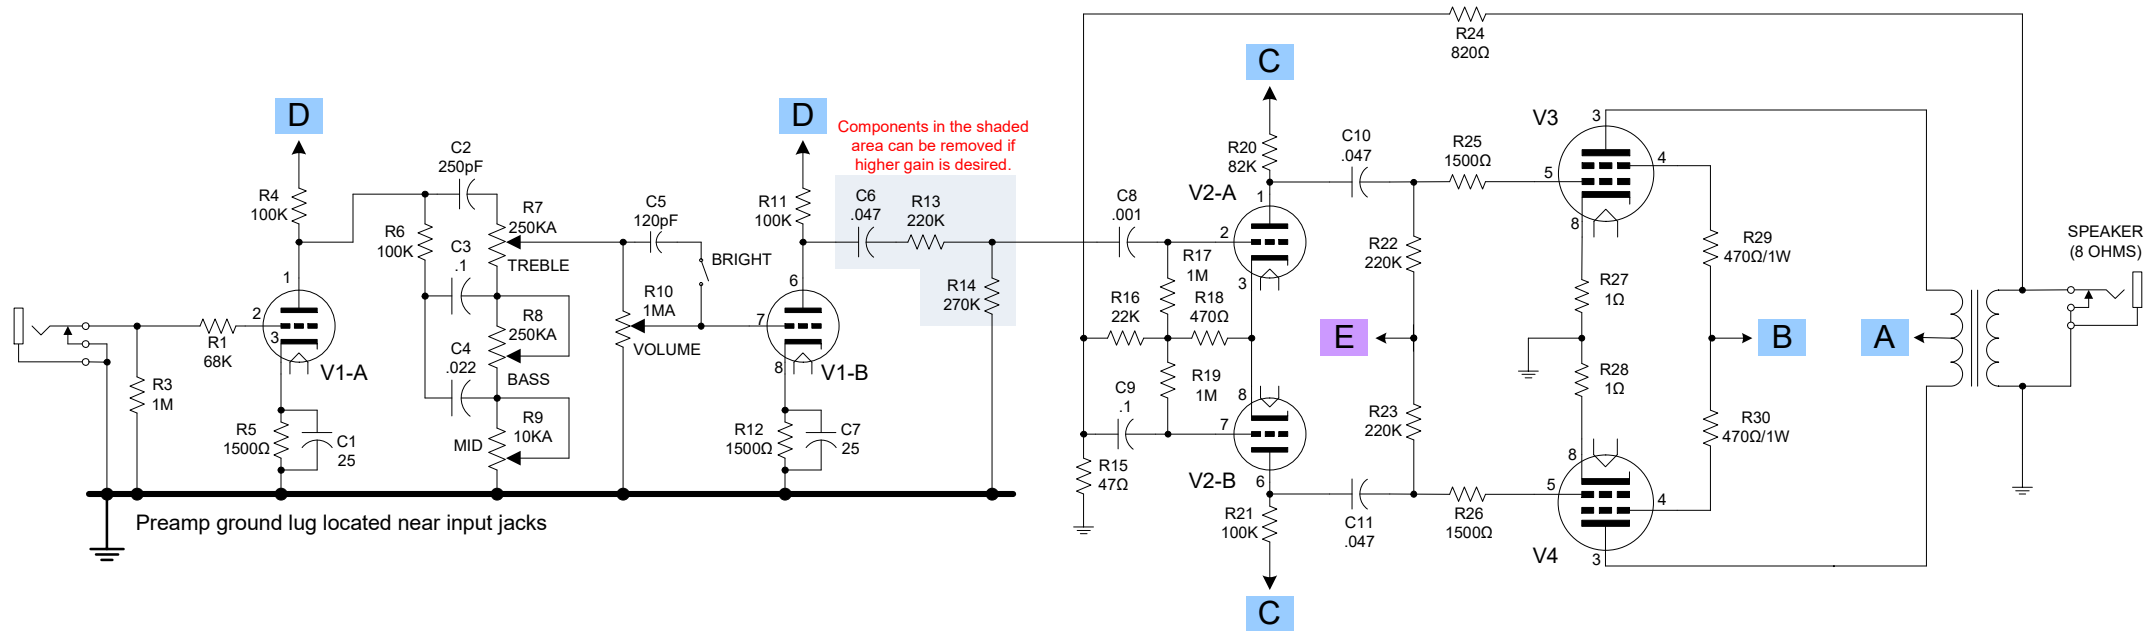 R24
820Ω
C
D
D
Components in the shaded
area can be removed if
higher gain is desired.
C2
250pF
R4
100K
R6
100K
C3
.1
R7
250KA
TREBLE
C5
120pF
BRIGHT
R11
100K
C6
.047
R13
220K
R14
270K
C8
.001
V2-A
R20
82K
1
2
3
C10
.047
R25
1500Ω
V3
3
4
5
8
R17
1M
R16
22K
R18
470Ω
R22
220K
R27
1Ω
R29
470Ω/1W
SPEAKER
(8 OHMS)
1
2
3
R1
68K
R3
1M
V1-A
R5
1500Ω
C1
25
C4
.022
R8
250KA
BASS
R9
10KA
MID
R10
1MA
VOLUME
6
7
8
V1-B
R12
1500Ω
C7
25
E
B
A
C9
.1
R19
1M
8
7
6
V2-B
R15
47Ω
R23
220K
R28
1Ω
R30
470Ω/1W
R21
100K
C11
.047
R26
1500Ω
8
5
4
3
V4
Preamp ground lug located near input jacks
C